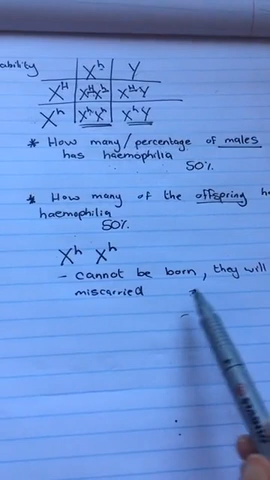 ability
Xʰ Y
Xᴴ XᴴXʰ XᴴY
Xʰ XʰXʰ XʰY
* How many/percentage of males
has haemophilia
50%
* How many of the offspring ha
haemophilia
50%
Xʰ Xʰ
- cannot be born, they will
miscarried